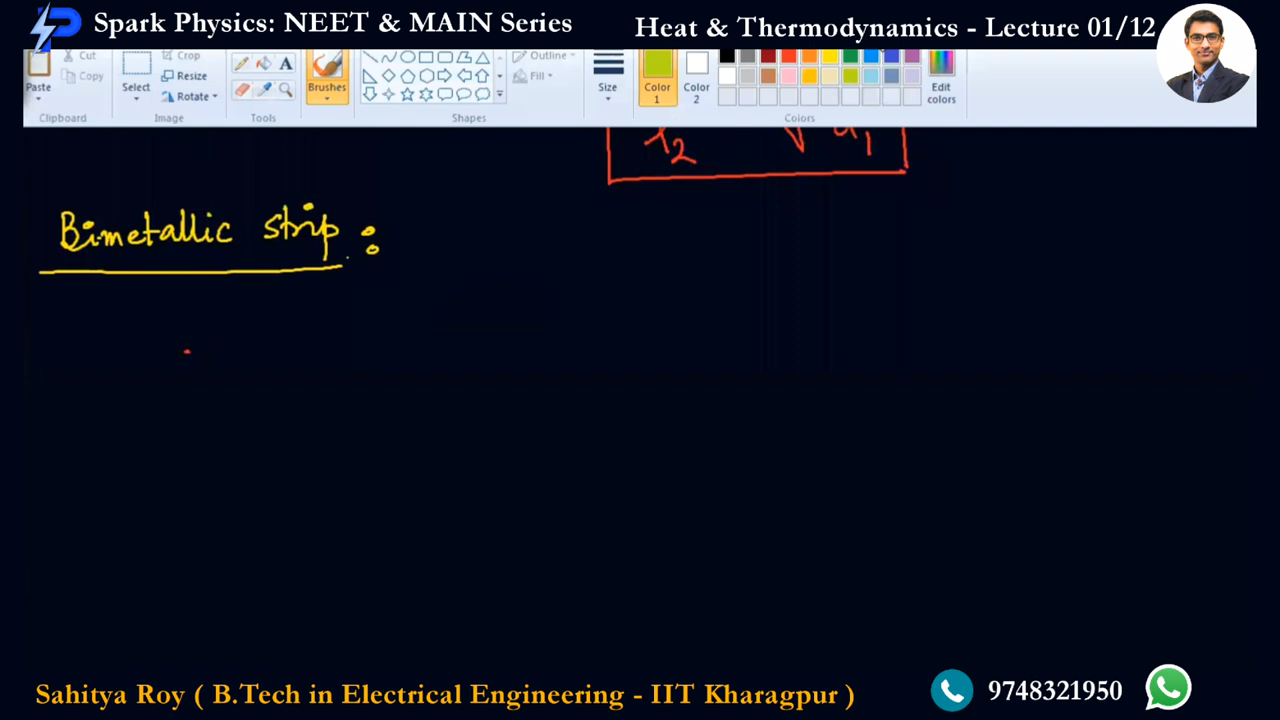 Spark Physics: NEET & MAIN Series
Heat & Thermodynamics - Lecture 01/12
Paste
Cut
Copy
Clipboard
Select
Crop
Resize
Rotate
Image
A
Tools
Brushes
Outline
Fill
Shapes
Size
Color 1
Color 2
Edit colors
Colors
Bimetallic strip :
Sahitya Roy ( B.Tech in Electrical Engineering - IIT Kharagpur )
9748321950